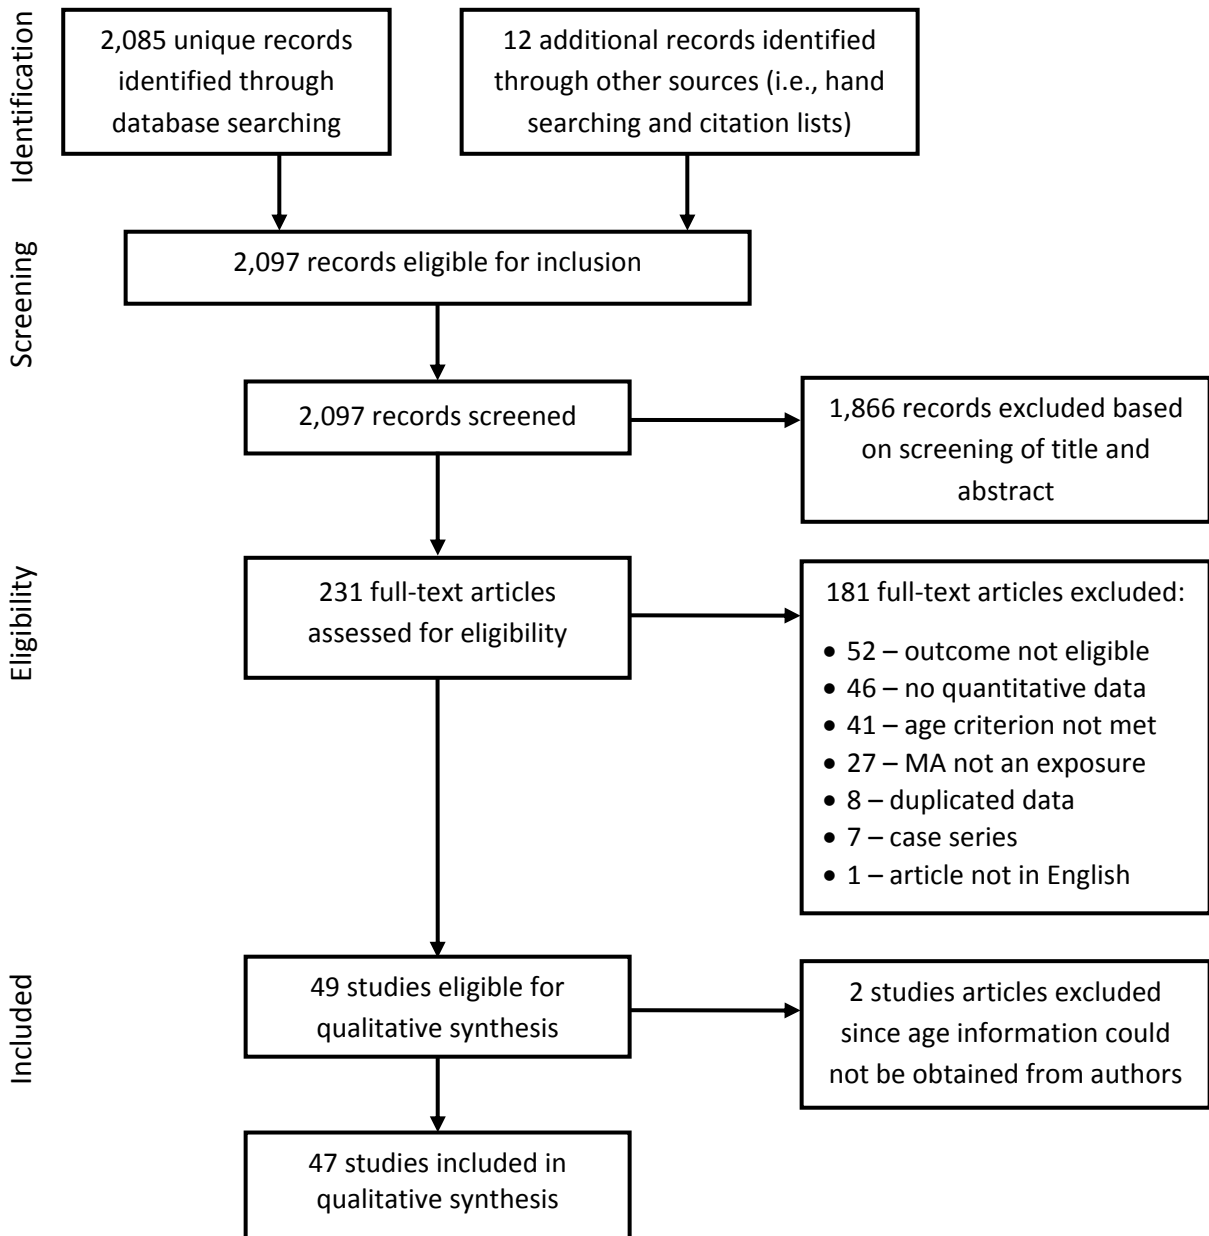 Identification
2,085 unique records
identified through
database searching
12 additional records identified
through other sources (i.e., hand
searching and citation lists)
Screening
2,097 records eligible for inclusion
2,097 records screened
1,866 records excluded based
on screening of title and
abstract
Eligibility
231 full-text articles
assessed for eligibility
181 full-text articles excluded:
• 52 – outcome not eligible
• 46 – no quantitative data
• 41 – age criterion not met
• 27 – MA not an exposure
• 8 – duplicated data
• 7 – case series
• 1 – article not in English
Included
49 studies eligible for
qualitative synthesis
2 studies articles excluded
since age information could
not be obtained from authors
47 studies included in
qualitative synthesis